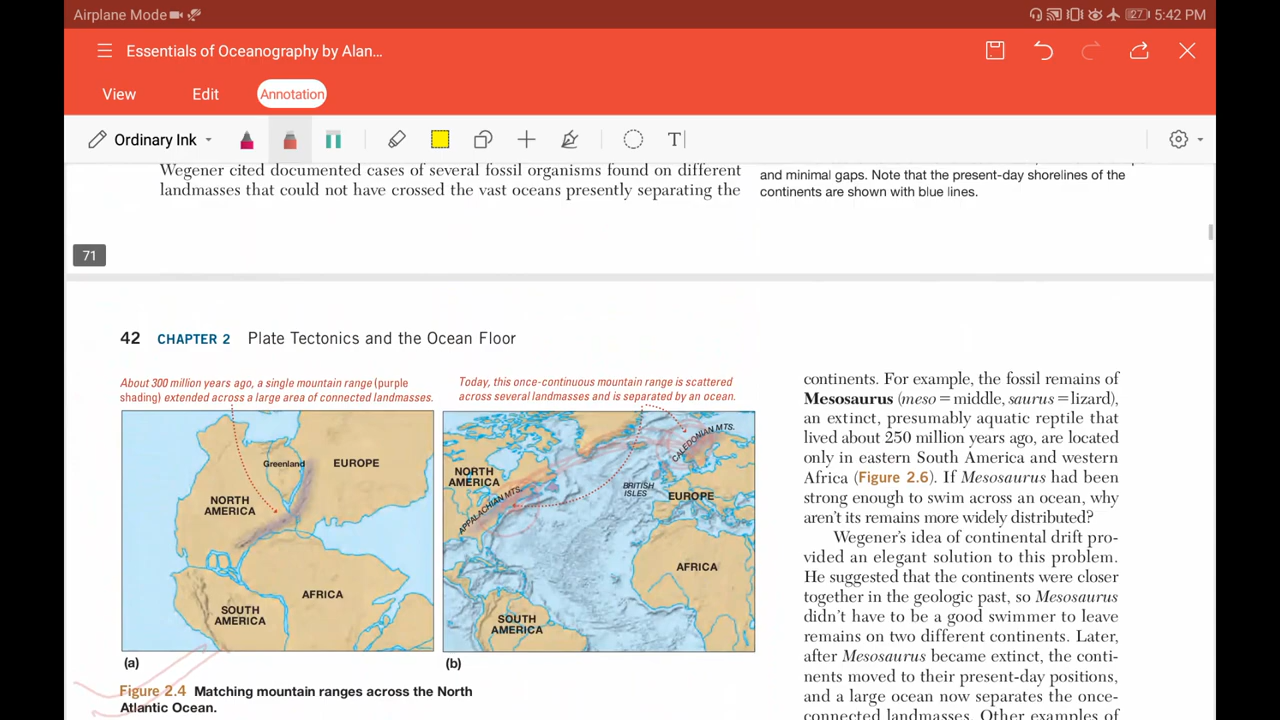 Airplane Mode
27 5:42 PM
Essentials of Oceanography by Alan...
View Edit Annotation
Ordinary Ink T
Wegener cited documented cases of several fossil organisms found on different
landmasses that could not have crossed the vast oceans presently separating the
and minimal gaps. Note that the present-day shorelines of the
continents are shown with blue lines.
71
42 CHAPTER 2 Plate Tectonics and the Ocean Floor
About 300 million years ago, a single mountain range (purple
shading) extended across a large area of connected landmasses.
Today, this once-continuous mountain range is scattered
across several landmasses and is separated by an ocean.
Greenland
EUROPE
NORTH
AMERICA
AFRICA
SOUTH
AMERICA
(a)
CALEDONIAN MTS.
NORTH
AMERICA
APPALACHIAN MTS.
BRITISH
ISLES
EUROPE
AFRICA
SOUTH
AMERICA
(b)
Figure 2.4 Matching mountain ranges across the North
Atlantic Ocean.
continents. For example, the fossil remains of
Mesosaurus (meso = middle, saurus = lizard),
an extinct, presumably aquatic reptile that
lived about 250 million years ago, are located
only in eastern South America and western
Africa (Figure 2.6). If Mesosaurus had been
strong enough to swim across an ocean, why
aren't its remains more widely distributed?
Wegener's idea of continental drift pro-
vided an elegant solution to this problem.
He suggested that the continents were closer
together in the geologic past, so Mesosaurus
didn't have to be a good swimmer to leave
remains on two different continents. Later,
after Mesosaurus became extinct, the conti-
nents moved to their present-day positions,
and a large ocean now separates the once-
connected landmasses. Other examples of